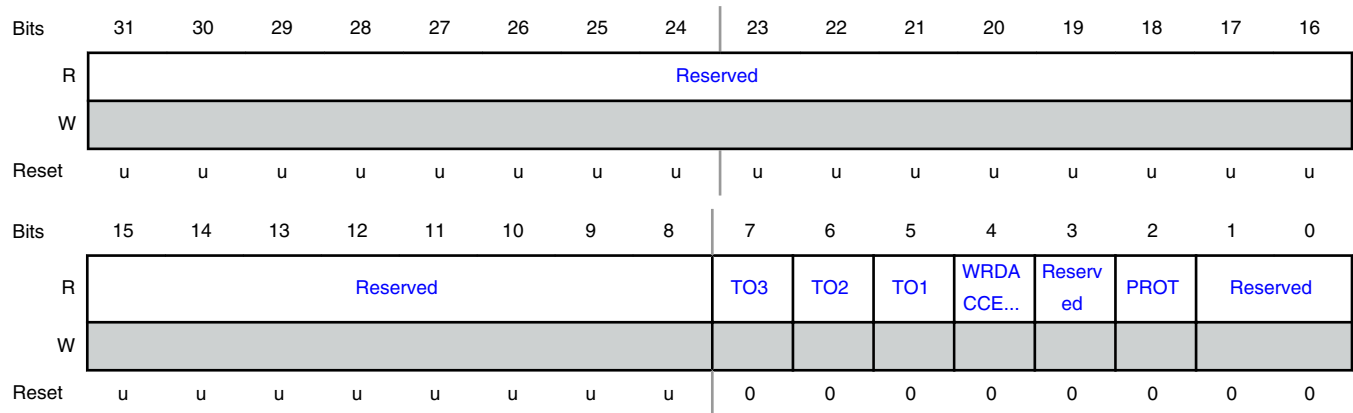 Bits 31 30 29 28 27 26 25 24 23 22 21 20 19 18 17 16
R Reserved
W
Reset u u u u u u u u u u u u u u u u
Bits 15 14 13 12 11 10 9 8 7 6 5 4 3 2 1 0
R Reserved TO3 TO2 TO1 WRDA CCE... Reserv ed PROT Reserved
W
Reset u u u u u u u u 0 0 0 0 0 0 0 0